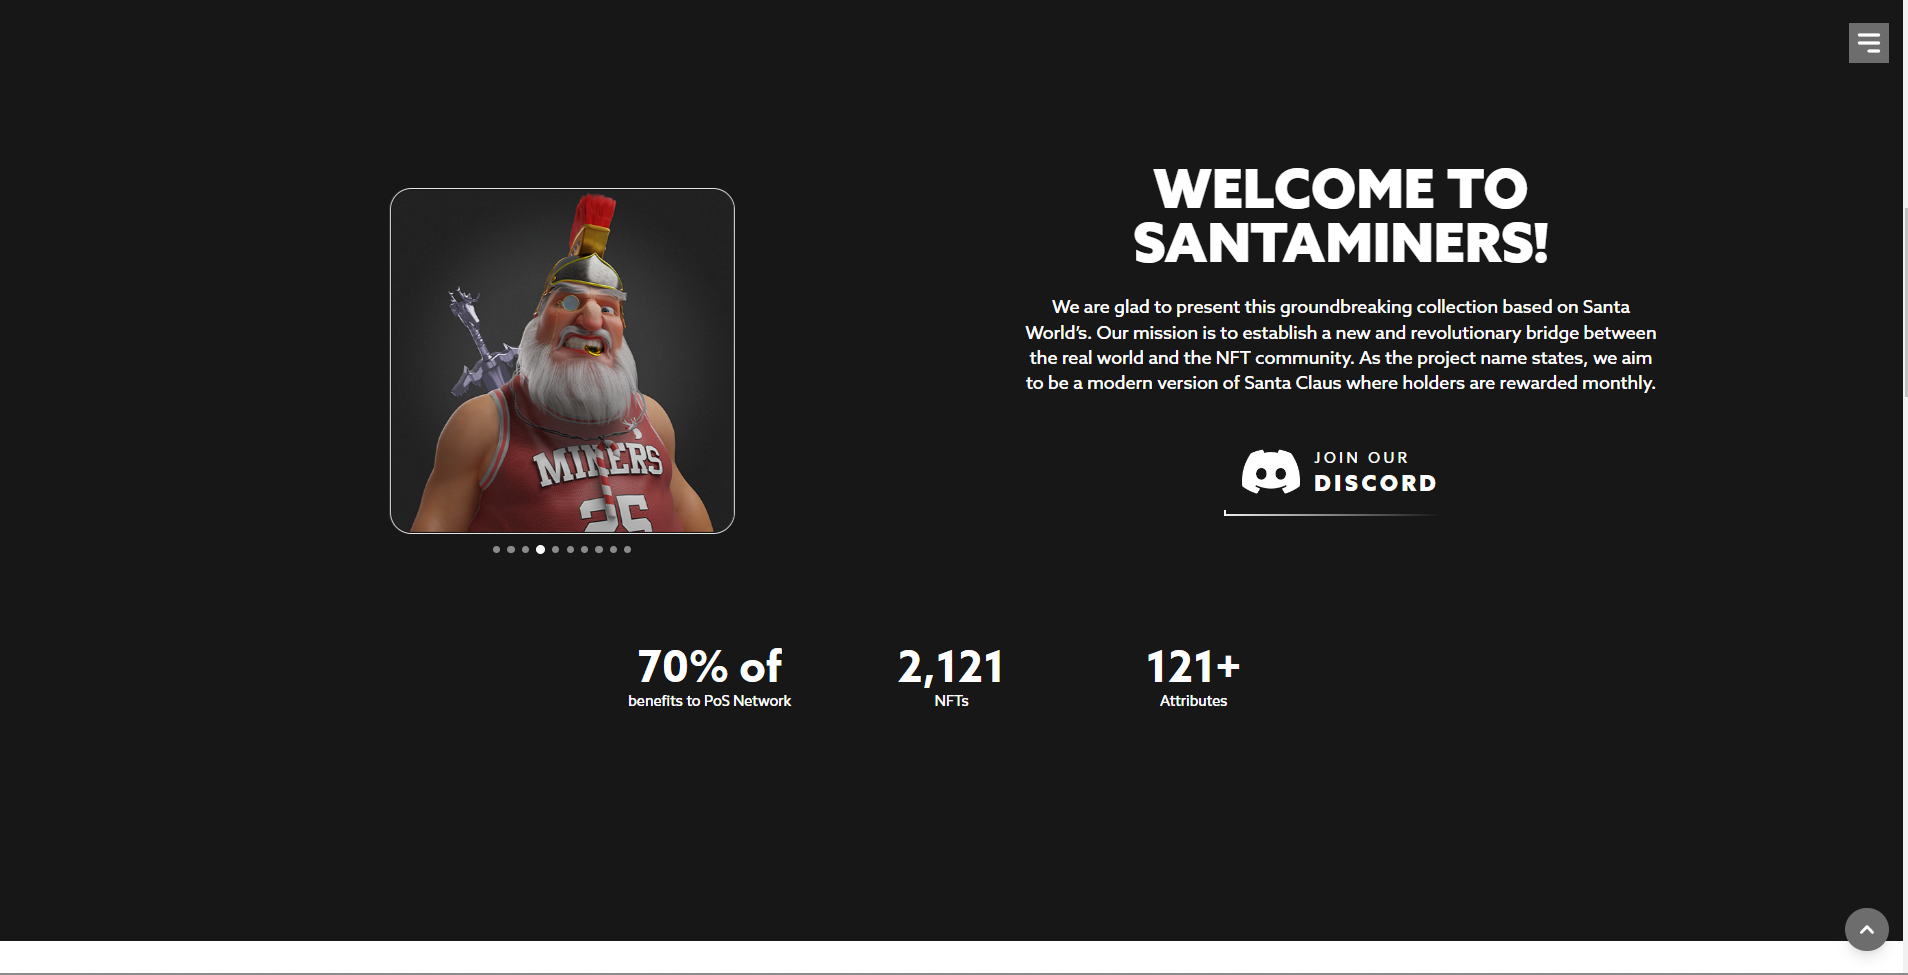 WELCOME TO
SANTAMINERS!
We are glad to present this groundbreaking collection based on Santa
World's. Our mission is to establish a new and revolutionary bridge between
the real world and the NFT community. As the project name states, we aim
to be a modern version of Santa Claus where holders are rewarded monthly.
JOIN OUR
DISCORD
MINERS
25
70% of
benefits to PoS Network
2,121
NFTs
121+
Attributes